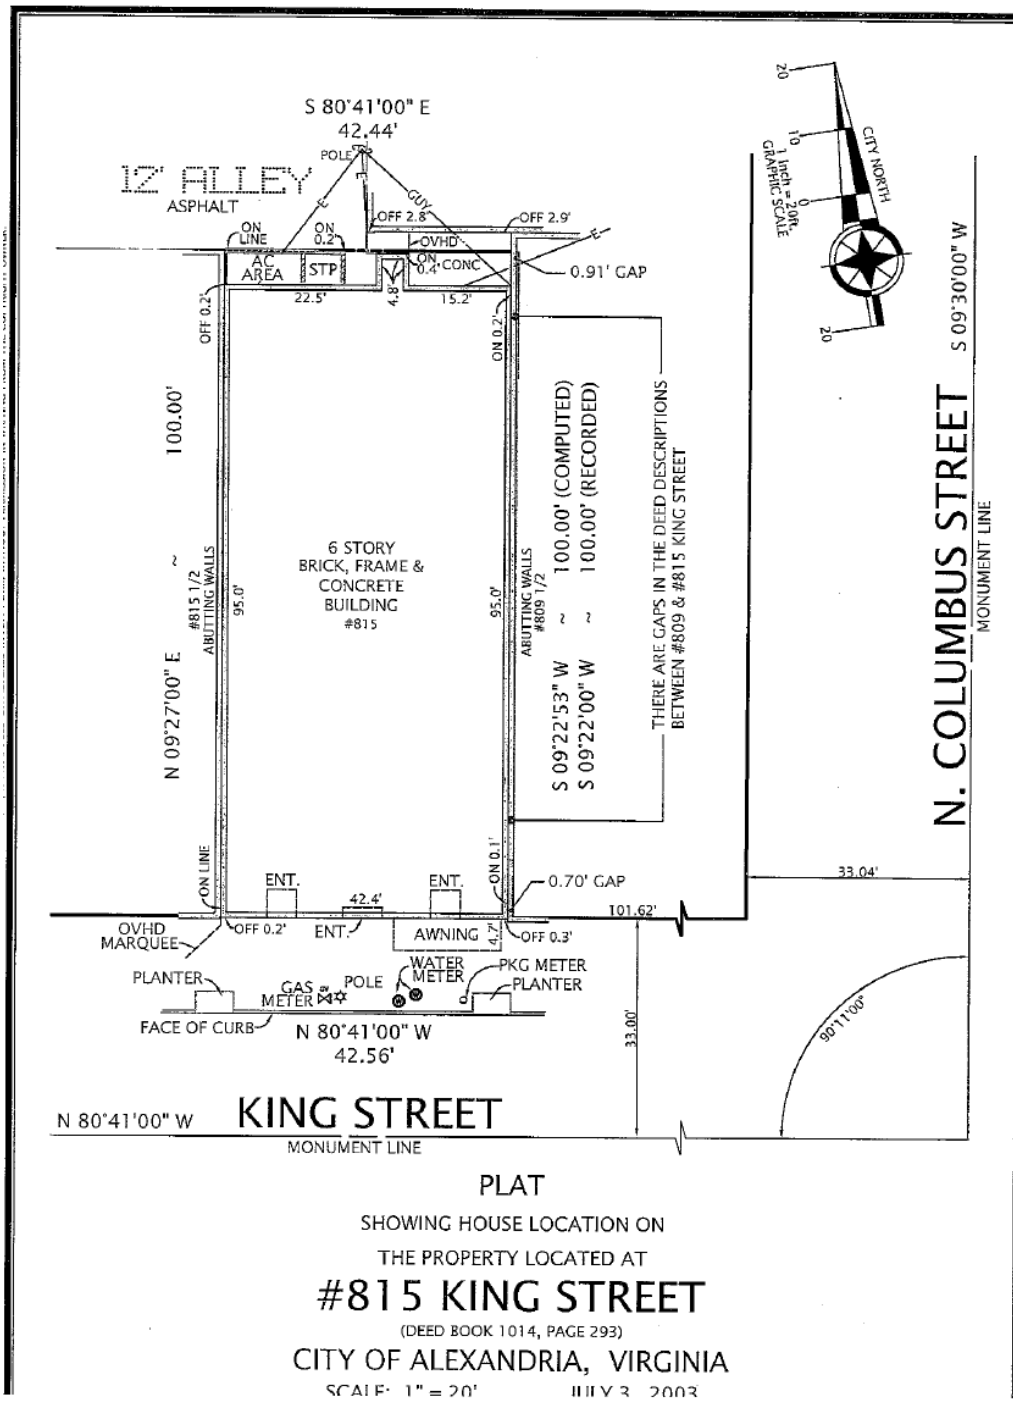 S 80°41'00" E
42.44'
POLE
E
12' ALLEY
ASPHALT
E
GUY
OFF 2.8'
OFF 2.9'
E
ON
LINE
ON
0.2'
OVHD
ON
0.4'
CONC
AC
AREA
STP
0.91' GAP
22.5'
4.8'
15.2'
OFF 0.2'
ON 0.2'
20
10
0
1 inch = 20ft.
GRAPHIC SCALE
CITY NORTH
20
S 09°30'00" W
N. COLUMBUS STREET
MONUMENT LINE
N 09°27'00" E ~ 100.00'
#815 1/2
ABUTTING WALLS
95.0'
6 STORY
BRICK, FRAME &
CONCRETE
BUILDING
#815
95.0'
ABUTTING WALLS
#809 1/2
S 09°22'53" W ~ 100.00' (COMPUTED)
S 09°22'00" W ~ 100.00' (RECORDED)
THERE ARE GAPS IN THE DEED DESCRIPTIONS
BETWEEN #809 & #815 KING STREET
ON LINE
ON 0.1'
ENT.
42.4'
ENT.
0.70' GAP
33.04'
101.62'
OVHD
MARQUEE
OFF 0.2'
ENT.
AWNING
4.7'
OFF 0.3'
PLANTER
GAS
METER
GV
POLE
WATER
METER
W
W
PKG METER
PLANTER
FACE OF CURB
N 80°41'00" W
42.56'
33.00'
90°11'00"
N 80°41'00" W
KING STREET
MONUMENT LINE
PLAT
SHOWING HOUSE LOCATION ON
THE PROPERTY LOCATED AT
#815 KING STREET
(DEED BOOK 1014, PAGE 293)
CITY OF ALEXANDRIA, VIRGINIA
SCALE: 1" = 20' JULY 3, 2003